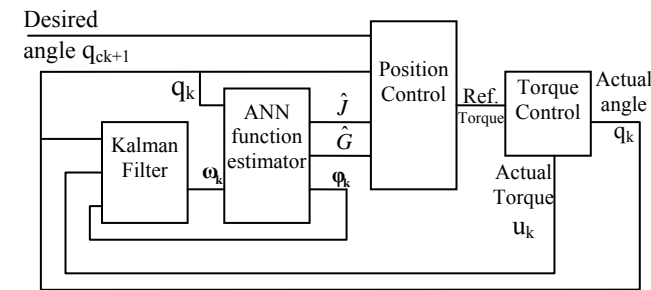 Desired
angle q_ck+1
Position
Control
Ref.
Torque
Torque
Control
Actual
angle
q_k
q_k
ANN
function
estimator
Ĵ
Ĝ
Kalman
Filter
ω_k
φ_k
Actual
Torque
u_k